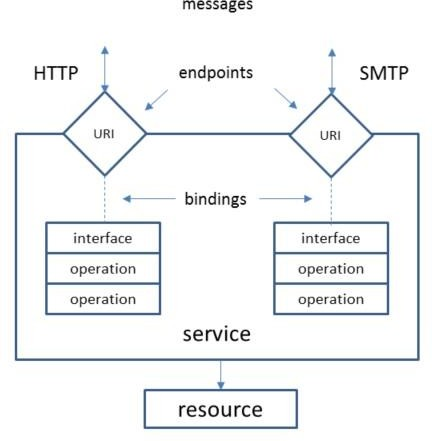 messages
HTTP endpoints SMTP
URI URI
bindings
interface interface
operation operation
operation operation
service
resource